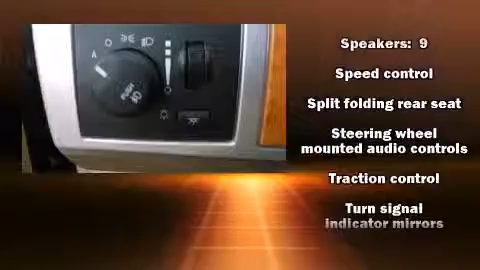 Speakers: 9
Speed control
Split folding rear seat
Steering wheel
mounted audio controls
Traction control
Turn signal
indicator mirrors
A
PUSH